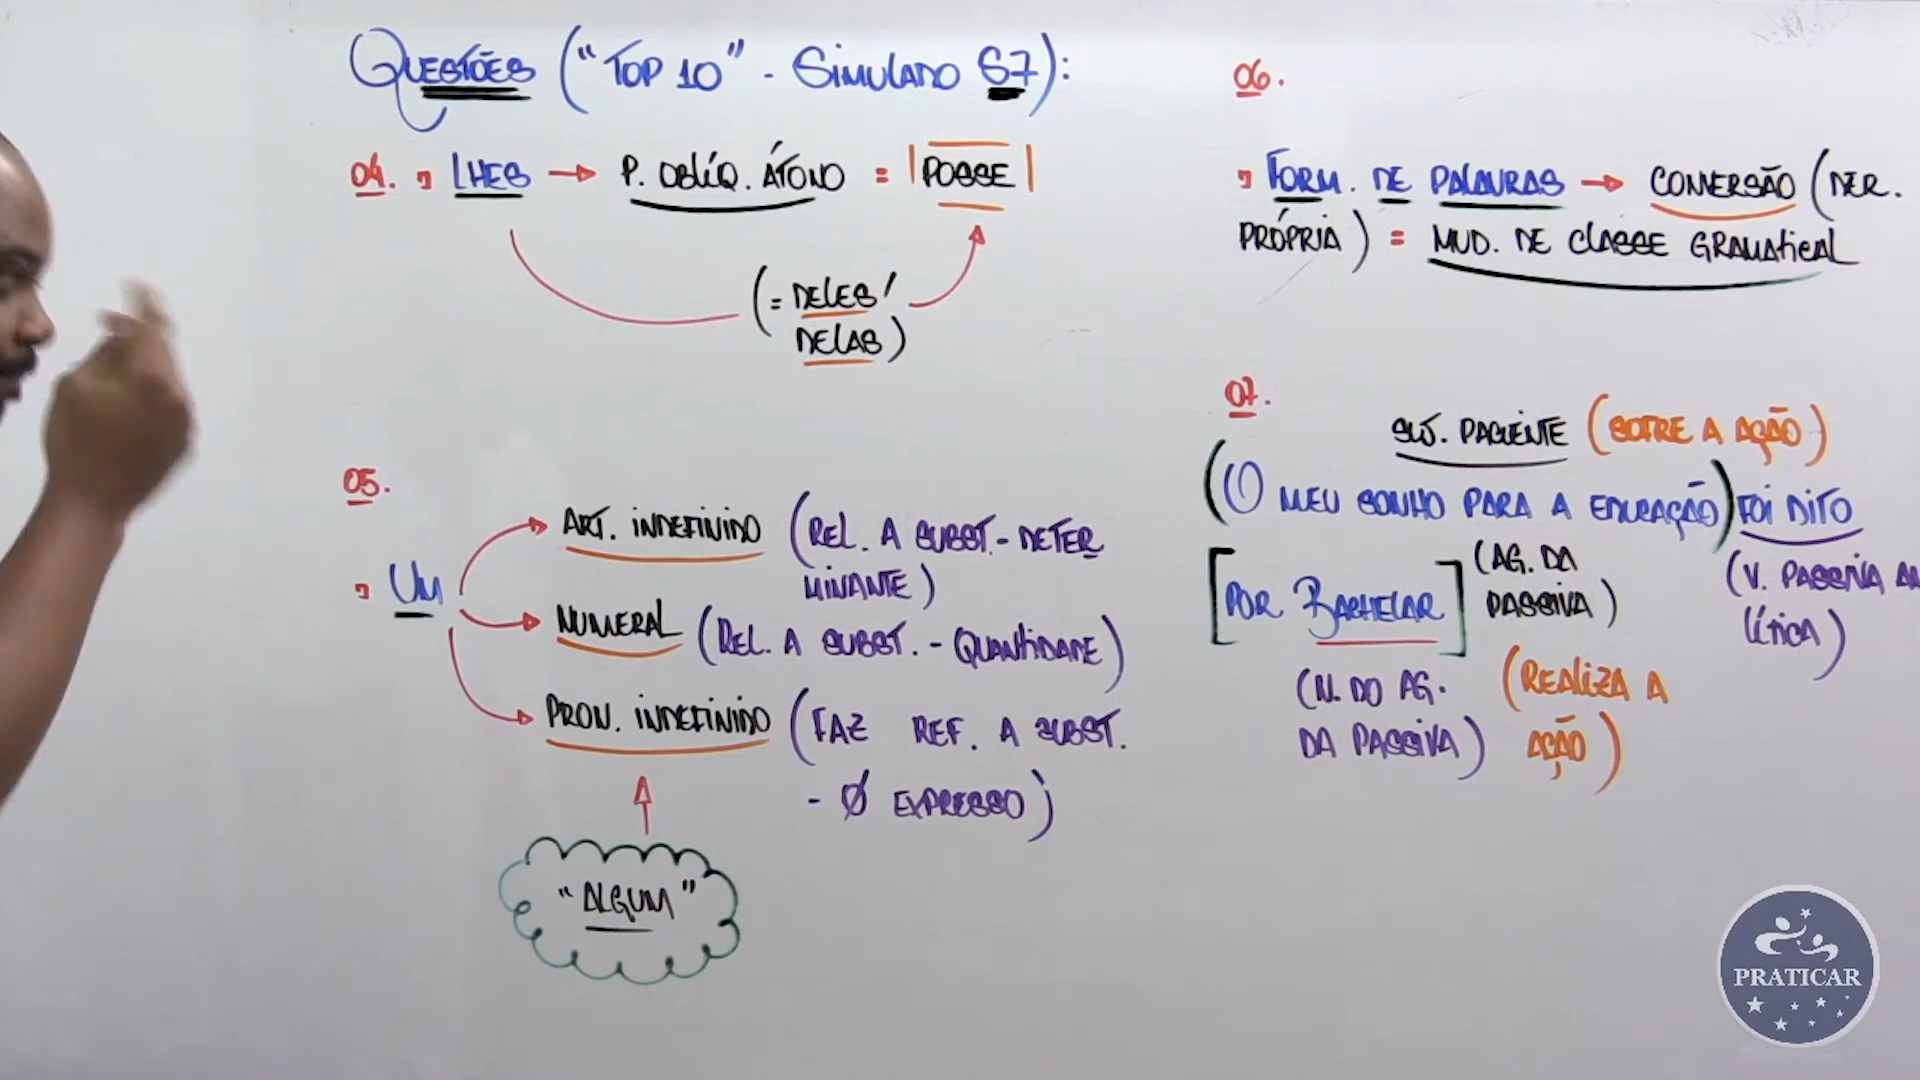 QUESTÕES ("TOP 10" - SIMULADO S7):
04. LHES → P. OBLÍQ. ÁTONO = |POSSE|
(= DELES/
DELAS)
05.
UM
ART. INDEFINIDO (REL. A SUBST. - DETER
MINANTE)
NUMERAL (REL. A SUBST. - QUANTIDADE)
PRON. INDEFINIDO (FAZ REF. A SUBST.
- Ø EXPRESSO)
"ALGUM"
06.
FORM. DE PALAVRAS → CONVERSÃO (DER.
PRÓPRIA) = MUD. DE CLASSE GRAMATICAL
07.
SUJ. PACIENTE (SOFRE A AÇÃO)
(O MEU SONHO PARA A EDUCAÇÃO) FOI DITO
[POR BACHELAR] (AG. DA
PASSIVA)
(V. PASSIVA AN
LÍTICA)
(N. DO AG.
DA PASSIVA)
(REALIZA A
AÇÃO)
PRATICAR